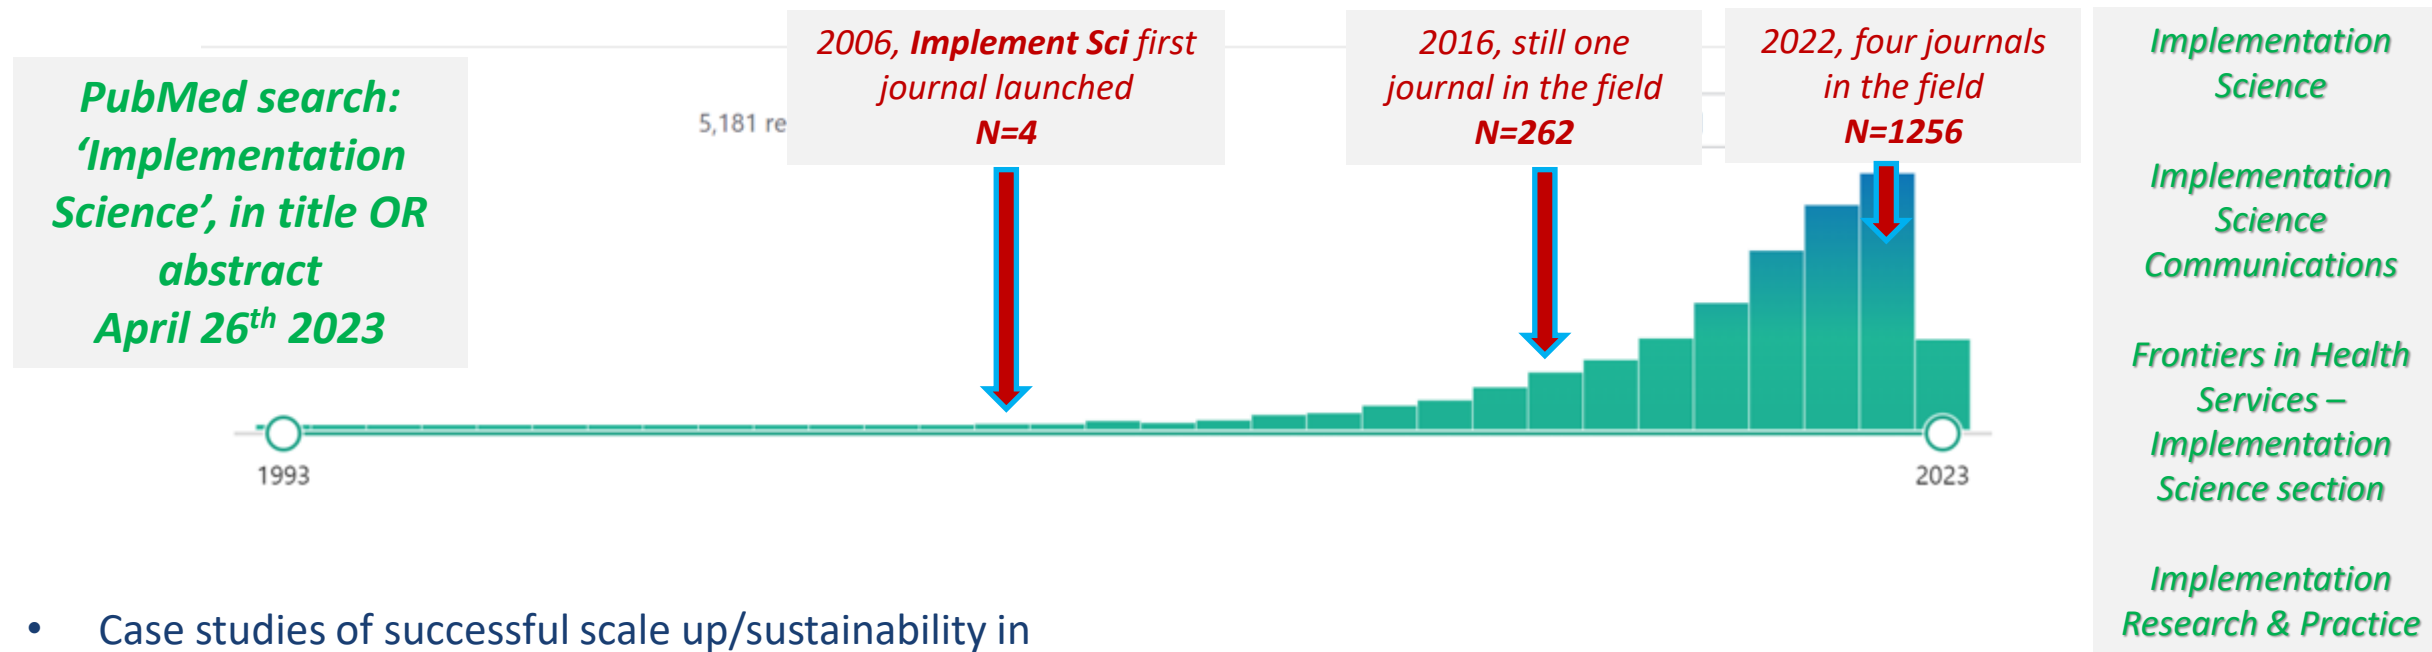 PubMed search:
‘Implementation
Science’, in title OR
abstract
April 26th 2023
5,181 re
2006, Implement Sci first
journal launched
N=4
2016, still one
journal in the field
N=262
2022, four journals
in the field
N=1256
1993
2023
Implementation
Science
Implementation
Science
Communications
Frontiers in Health
Services –
Implementation
Science section
Implementation
Research & Practice
• Case studies of successful scale up/sustainability in